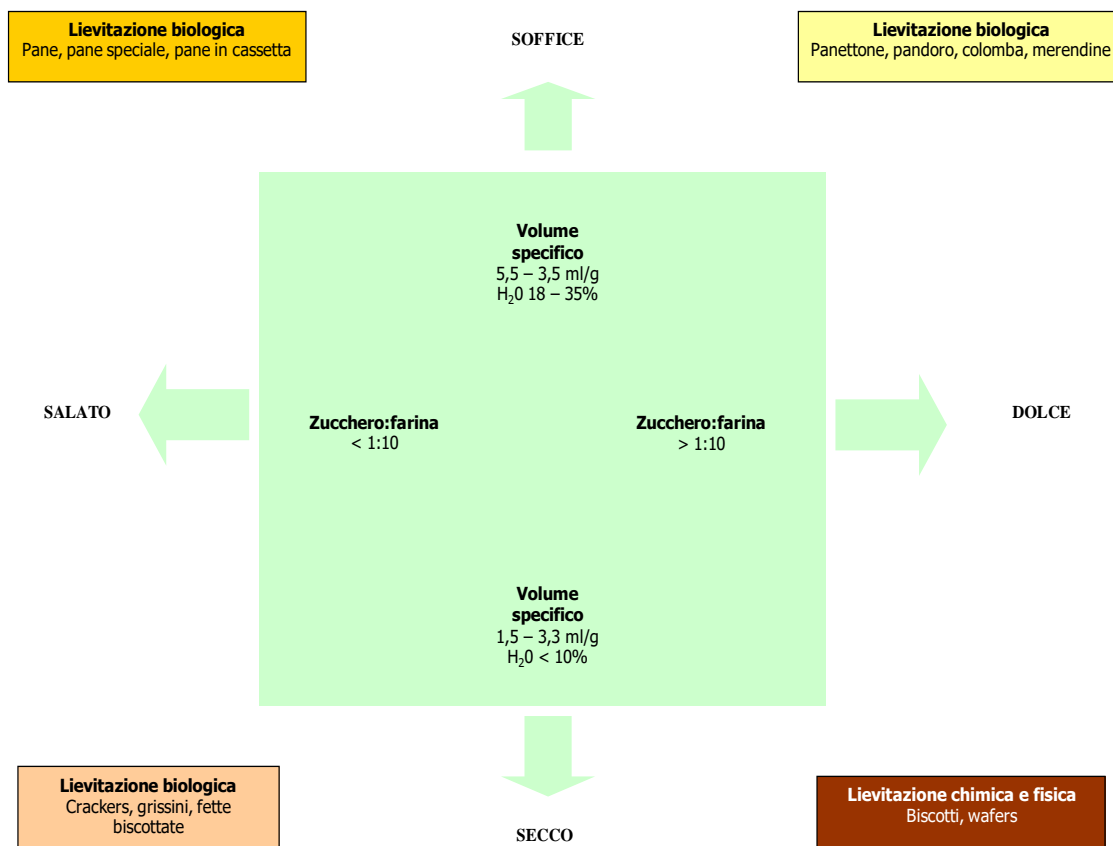 Lievitazione biologica
Pane, pane speciale, pane in cassetta
SOFFICE
Lievitazione biologica
Panettone, pandoro, colomba, merendine
Volume
specifico
5,5 – 3,5 ml/g
H₂0 18 – 35%
SALATO
Zucchero:farina
< 1:10
Zucchero:farina
> 1:10
DOLCE
Volume
specifico
1,5 – 3,3 ml/g
H₂0 < 10%
Lievitazione biologica
Crackers, grissini, fette
biscottate
SECCO
Lievitazione chimica e fisica
Biscotti, wafers